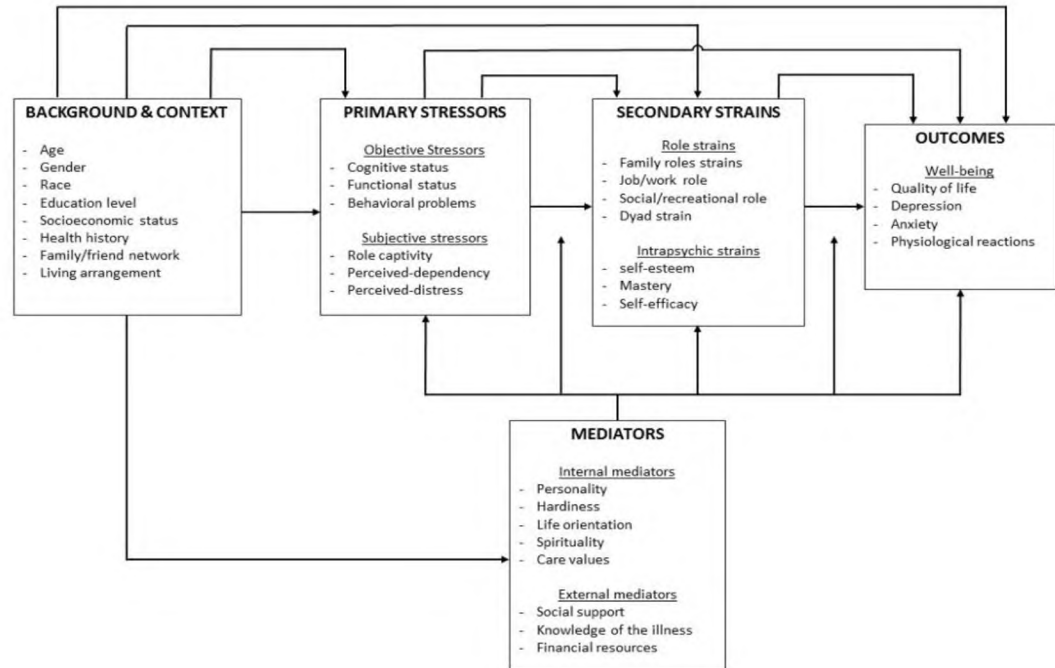 BACKGROUND & CONTEXT
- Age
- Gender
- Race
- Education level
- Socioeconomic status
- Health history
- Family/friend network
- Living arrangement
PRIMARY STRESSORS
Objective Stressors
- Cognitive status
- Functional status
- Behavioral problems
Subjective stressors
- Role captivity
- Perceived-dependency
- Perceived-distress
SECONDARY STRAINS
Role strains
- Family roles strains
- Job/work role
- Social/recreational role
- Dyad strain
Intrapsychic strains
- self-esteem
- Mastery
- Self-efficacy
OUTCOMES
Well-being
- Quality of life
- Depression
- Anxiety
- Physiological reactions
MEDIATORS
Internal mediators
- Personality
- Hardiness
- Life orientation
- Spirituality
- Care values
External mediators
- Social support
- Knowledge of the illness
- Financial resources